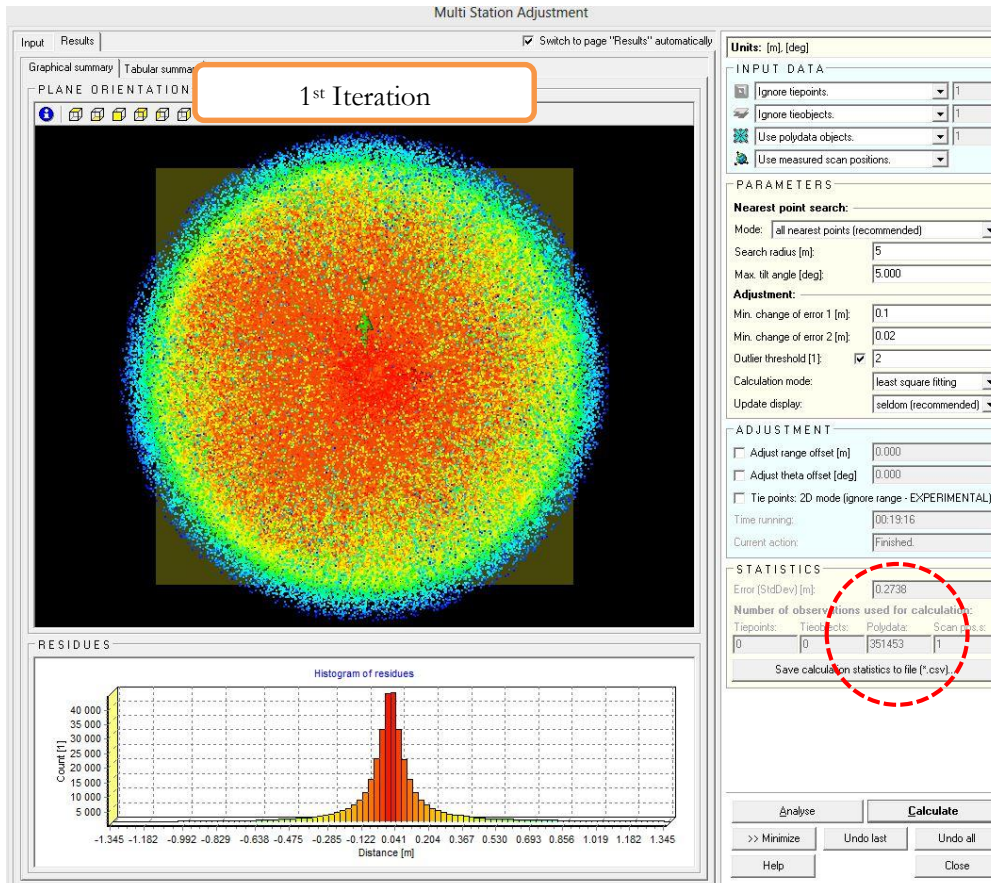 Multi Station Adjustment
Input Results
Switch to page "Results" automatically
Graphical summary Tabular summar
PLANE ORIENTATION
1st Iteration
RESIDUES
Histogram of residues
Count [1]
40 000
35 000
30 000
25 000
20 000
15 000
10 000
5 000
-1.345 -1.182 -0.992 -0.829 -0.638 -0.475 -0.285 -0.122 0.041 0.204 0.367 0.530 0.693 0.856 1.019 1.182 1.345
Distance [m]
Units: [m], [deg]
INPUT DATA
Ignore tiepoints. 1
Ignore tieobjects. 1
Use polydata objects. 1
Use measured scan positions.
PARAMETERS
Nearest point search:
Mode: all nearest points (recommended)
Search radius [m]: 5
Max. tilt angle [deg]: 5.000
Adjustment:
Min. change of error 1 [m]: 0.1
Min. change of error 2 [m]: 0.02
Outlier threshold [1]: 2
Calculation mode: least square fitting
Update display: seldom (recommended)
ADJUSTMENT
Adjust range offset [m] 0.000
Adjust theta offset [deg] 0.000
Tie points: 2D mode (ignore range - EXPERIMENTAL)
Time running: 00:19:16
Current action: Finished.
STATISTICS
Error (StdDev) [m]: 0.2738
Number of observations used for calculation:
Tiepoints: Tieobjects: Polydata: Scan pos.s:
0 0 351453 1
Save calculation statistics to file (*.csv)...
Analyse Calculate
>> Minimize Undo last Undo all
Help Close